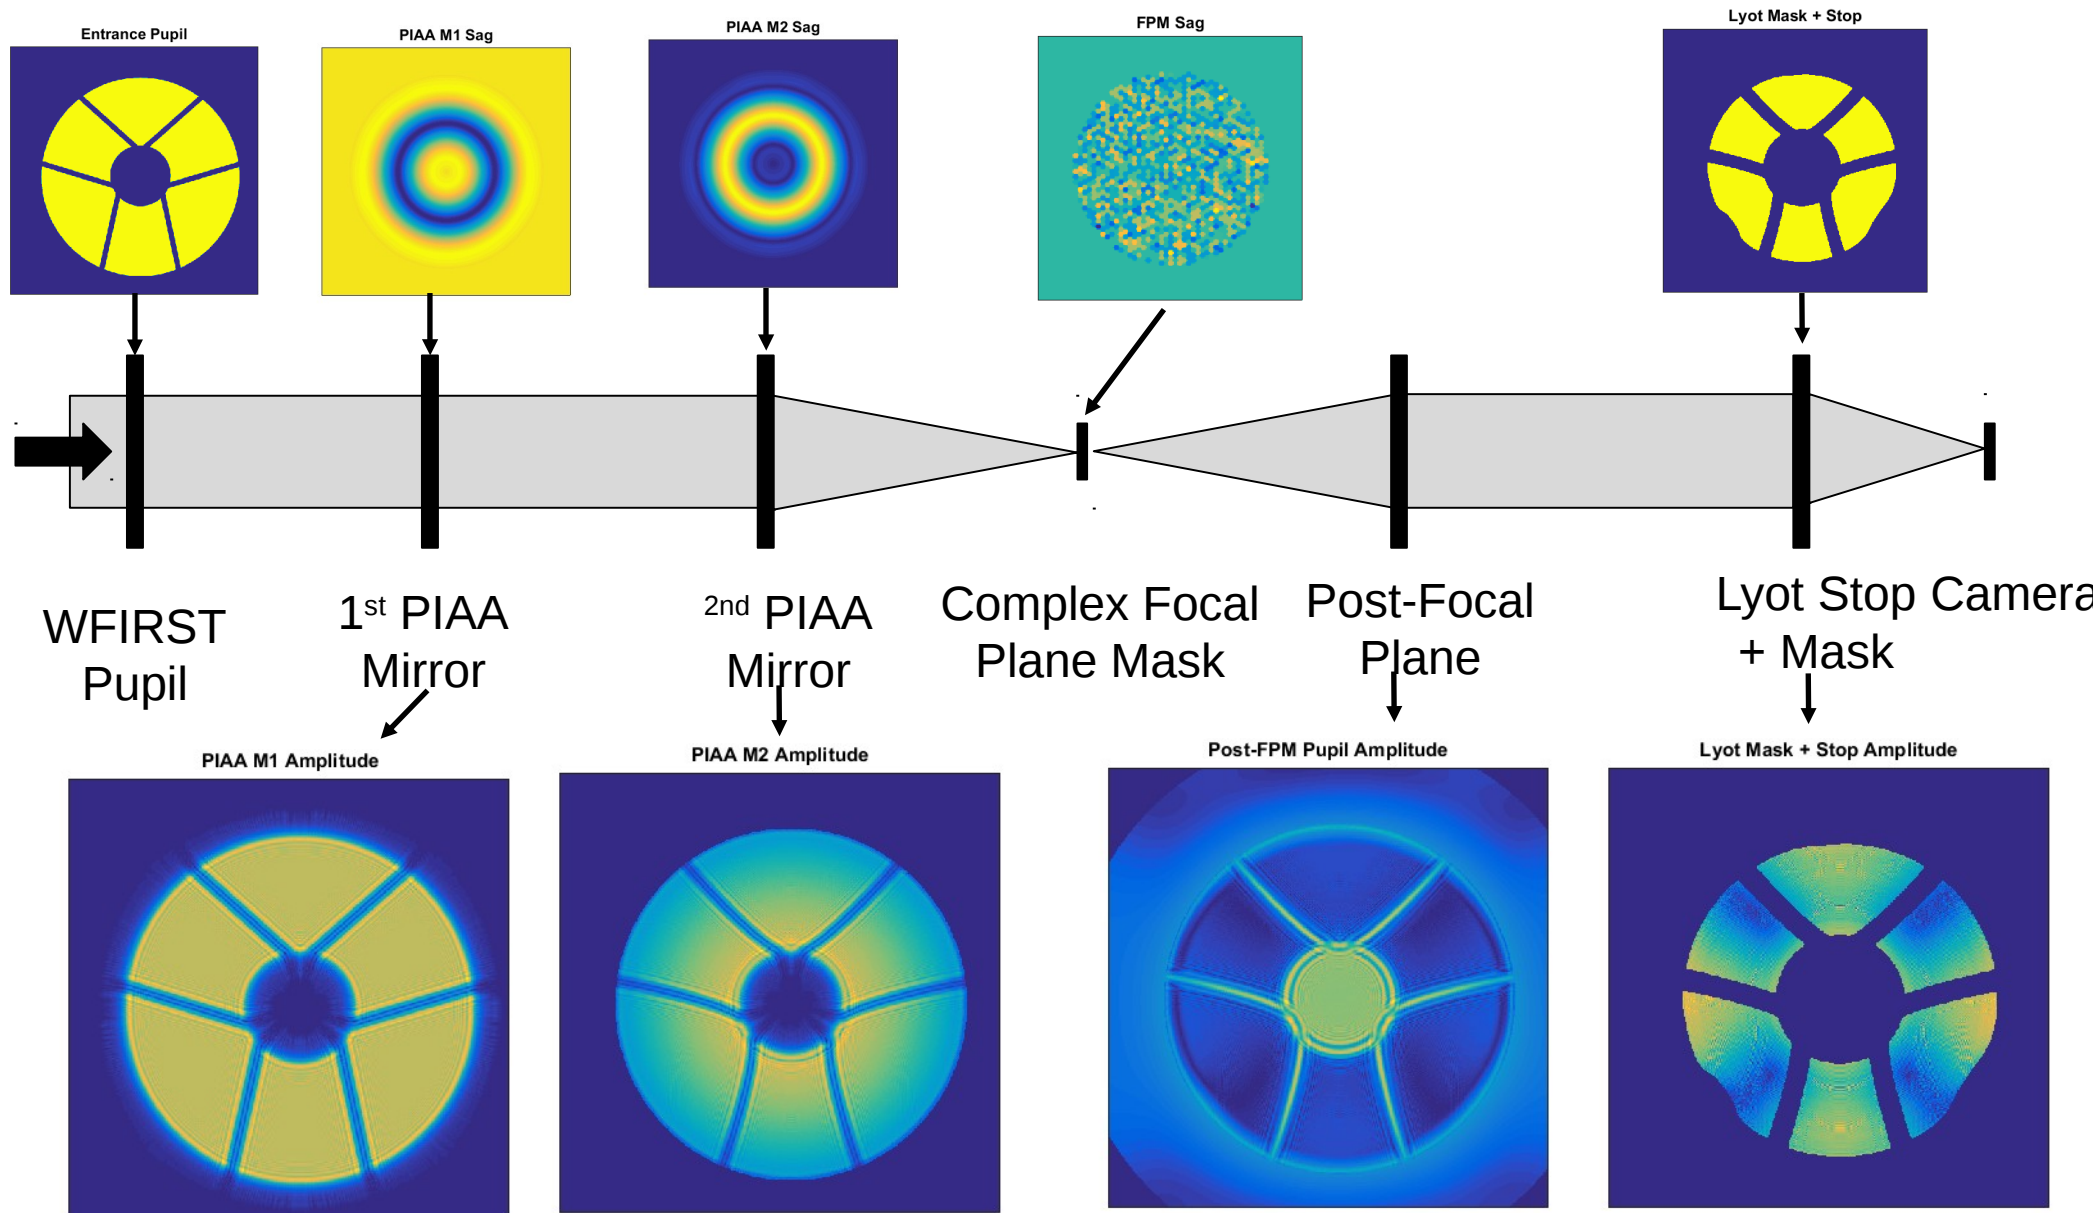 Entrance Pupil
PIAA M1 Sag
PIAA M2 Sag
FPM Sag
Lyot Mask + Stop
WFIRST
Pupil
1st PIAA
Mirror
2nd PIAA
Mirror
Complex Focal
Plane Mask
Post-Focal
Plane
Lyot Stop Camera
+ Mask
PIAA M1 Amplitude
PIAA M2 Amplitude
Post-FPM Pupil Amplitude
Lyot Mask + Stop Amplitude